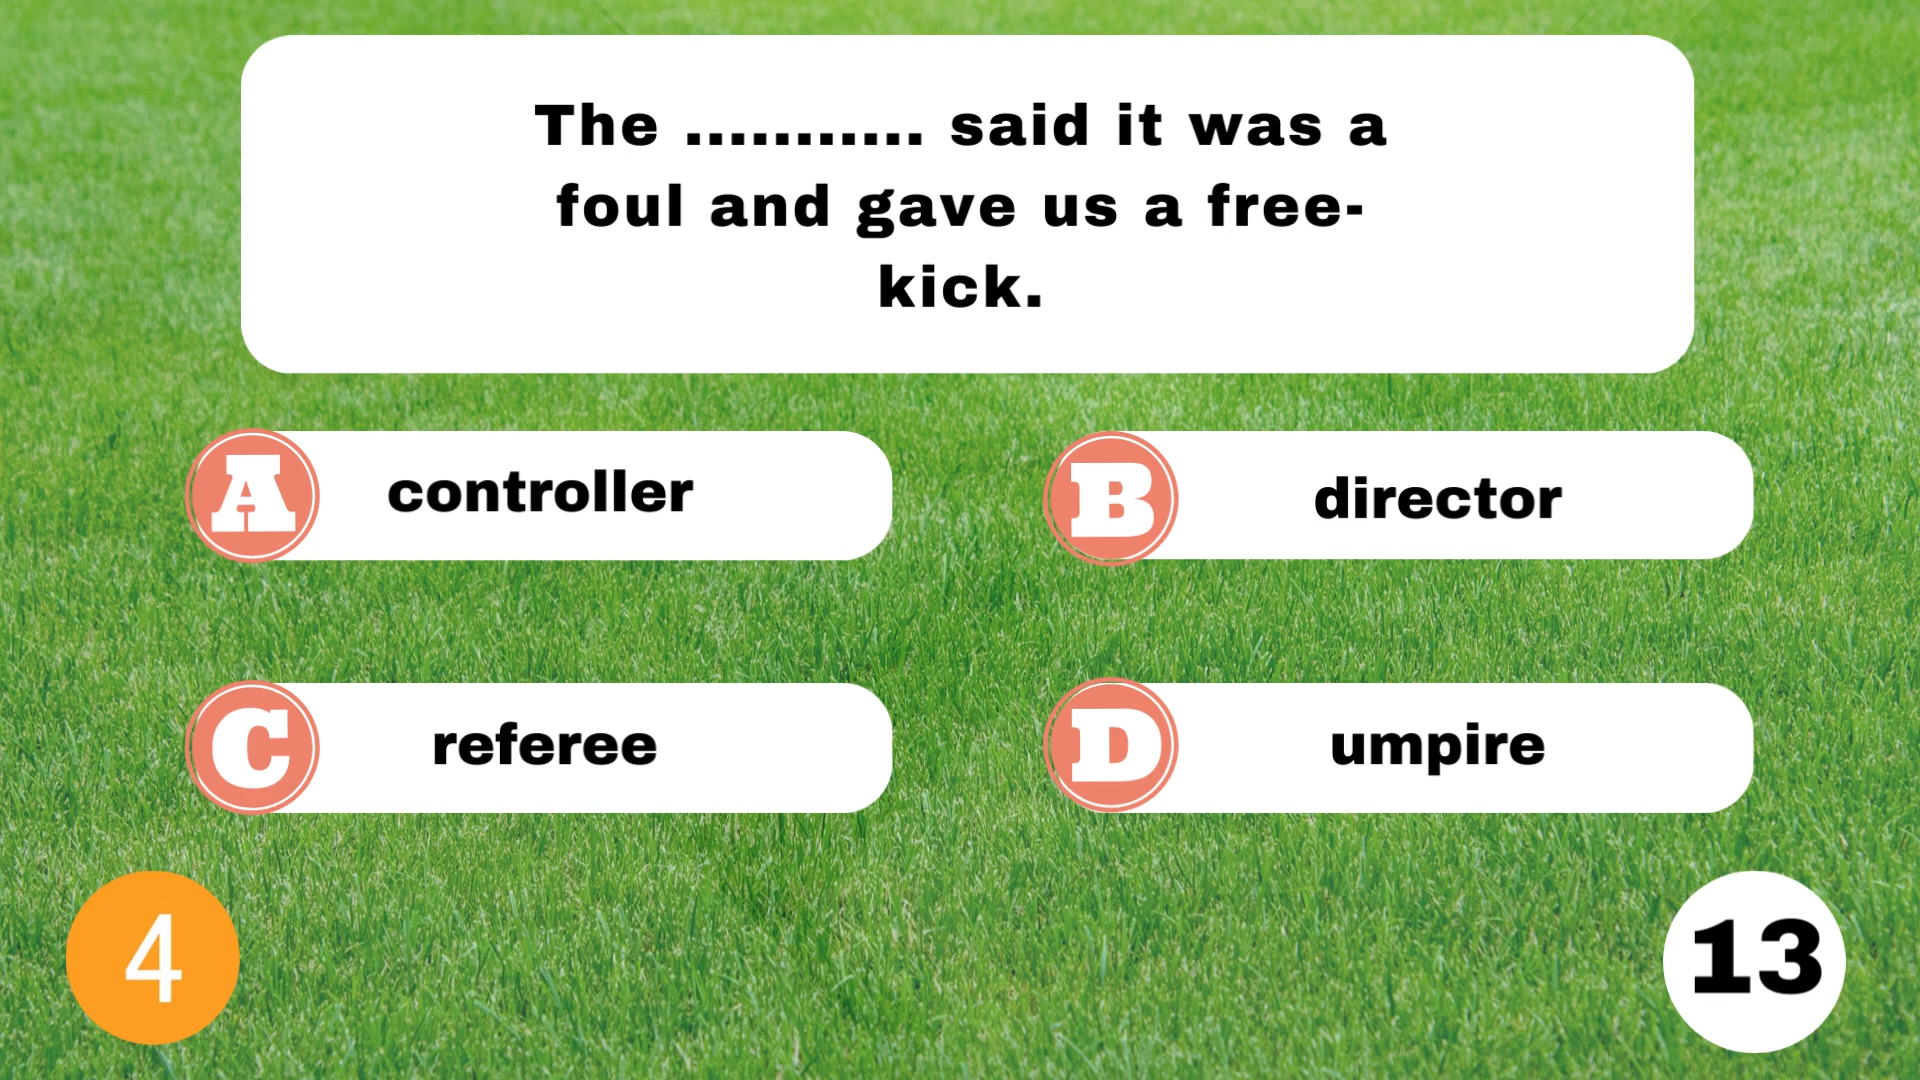 The ........... said it was a
foul and gave us a free-
kick.
A controller
B director
C referee
D umpire
4
13